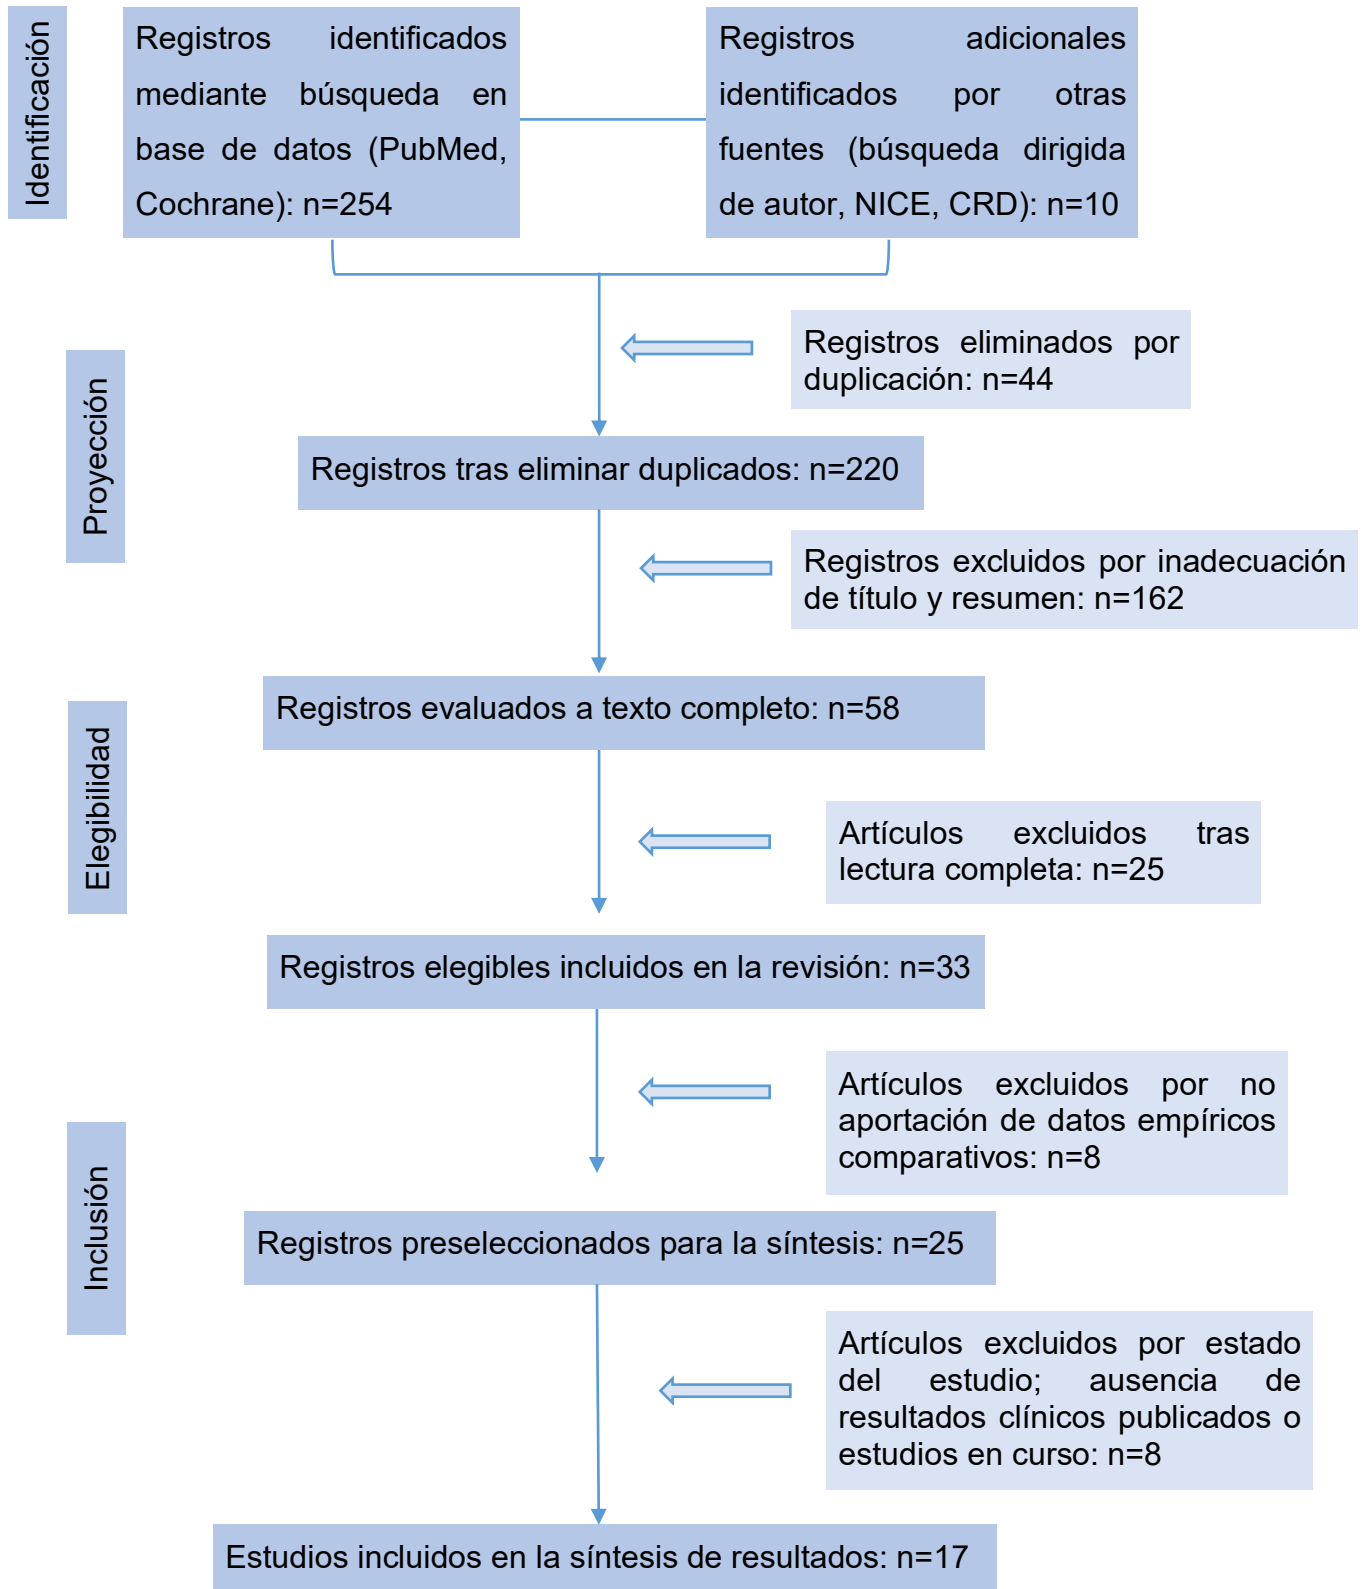 Identificación
Registros identificados
mediante búsqueda en
base de datos (PubMed,
Cochrane): n=254
Registros adicionales
identificados por otras
fuentes (búsqueda dirigida
de autor, NICE, CRD): n=10
Proyección
Registros eliminados por
duplicación: n=44
Registros tras eliminar duplicados: n=220
Registros excluidos por inadecuación
de título y resumen: n=162
Elegibilidad
Registros evaluados a texto completo: n=58
Artículos excluidos tras
lectura completa: n=25
Registros elegibles incluidos en la revisión: n=33
Inclusión
Artículos excluidos por no
aportación de datos empíricos
comparativos: n=8
Registros preseleccionados para la síntesis: n=25
Artículos excluidos por estado
del estudio; ausencia de
resultados clínicos publicados o
estudios en curso: n=8
Estudios incluidos en la síntesis de resultados: n=17